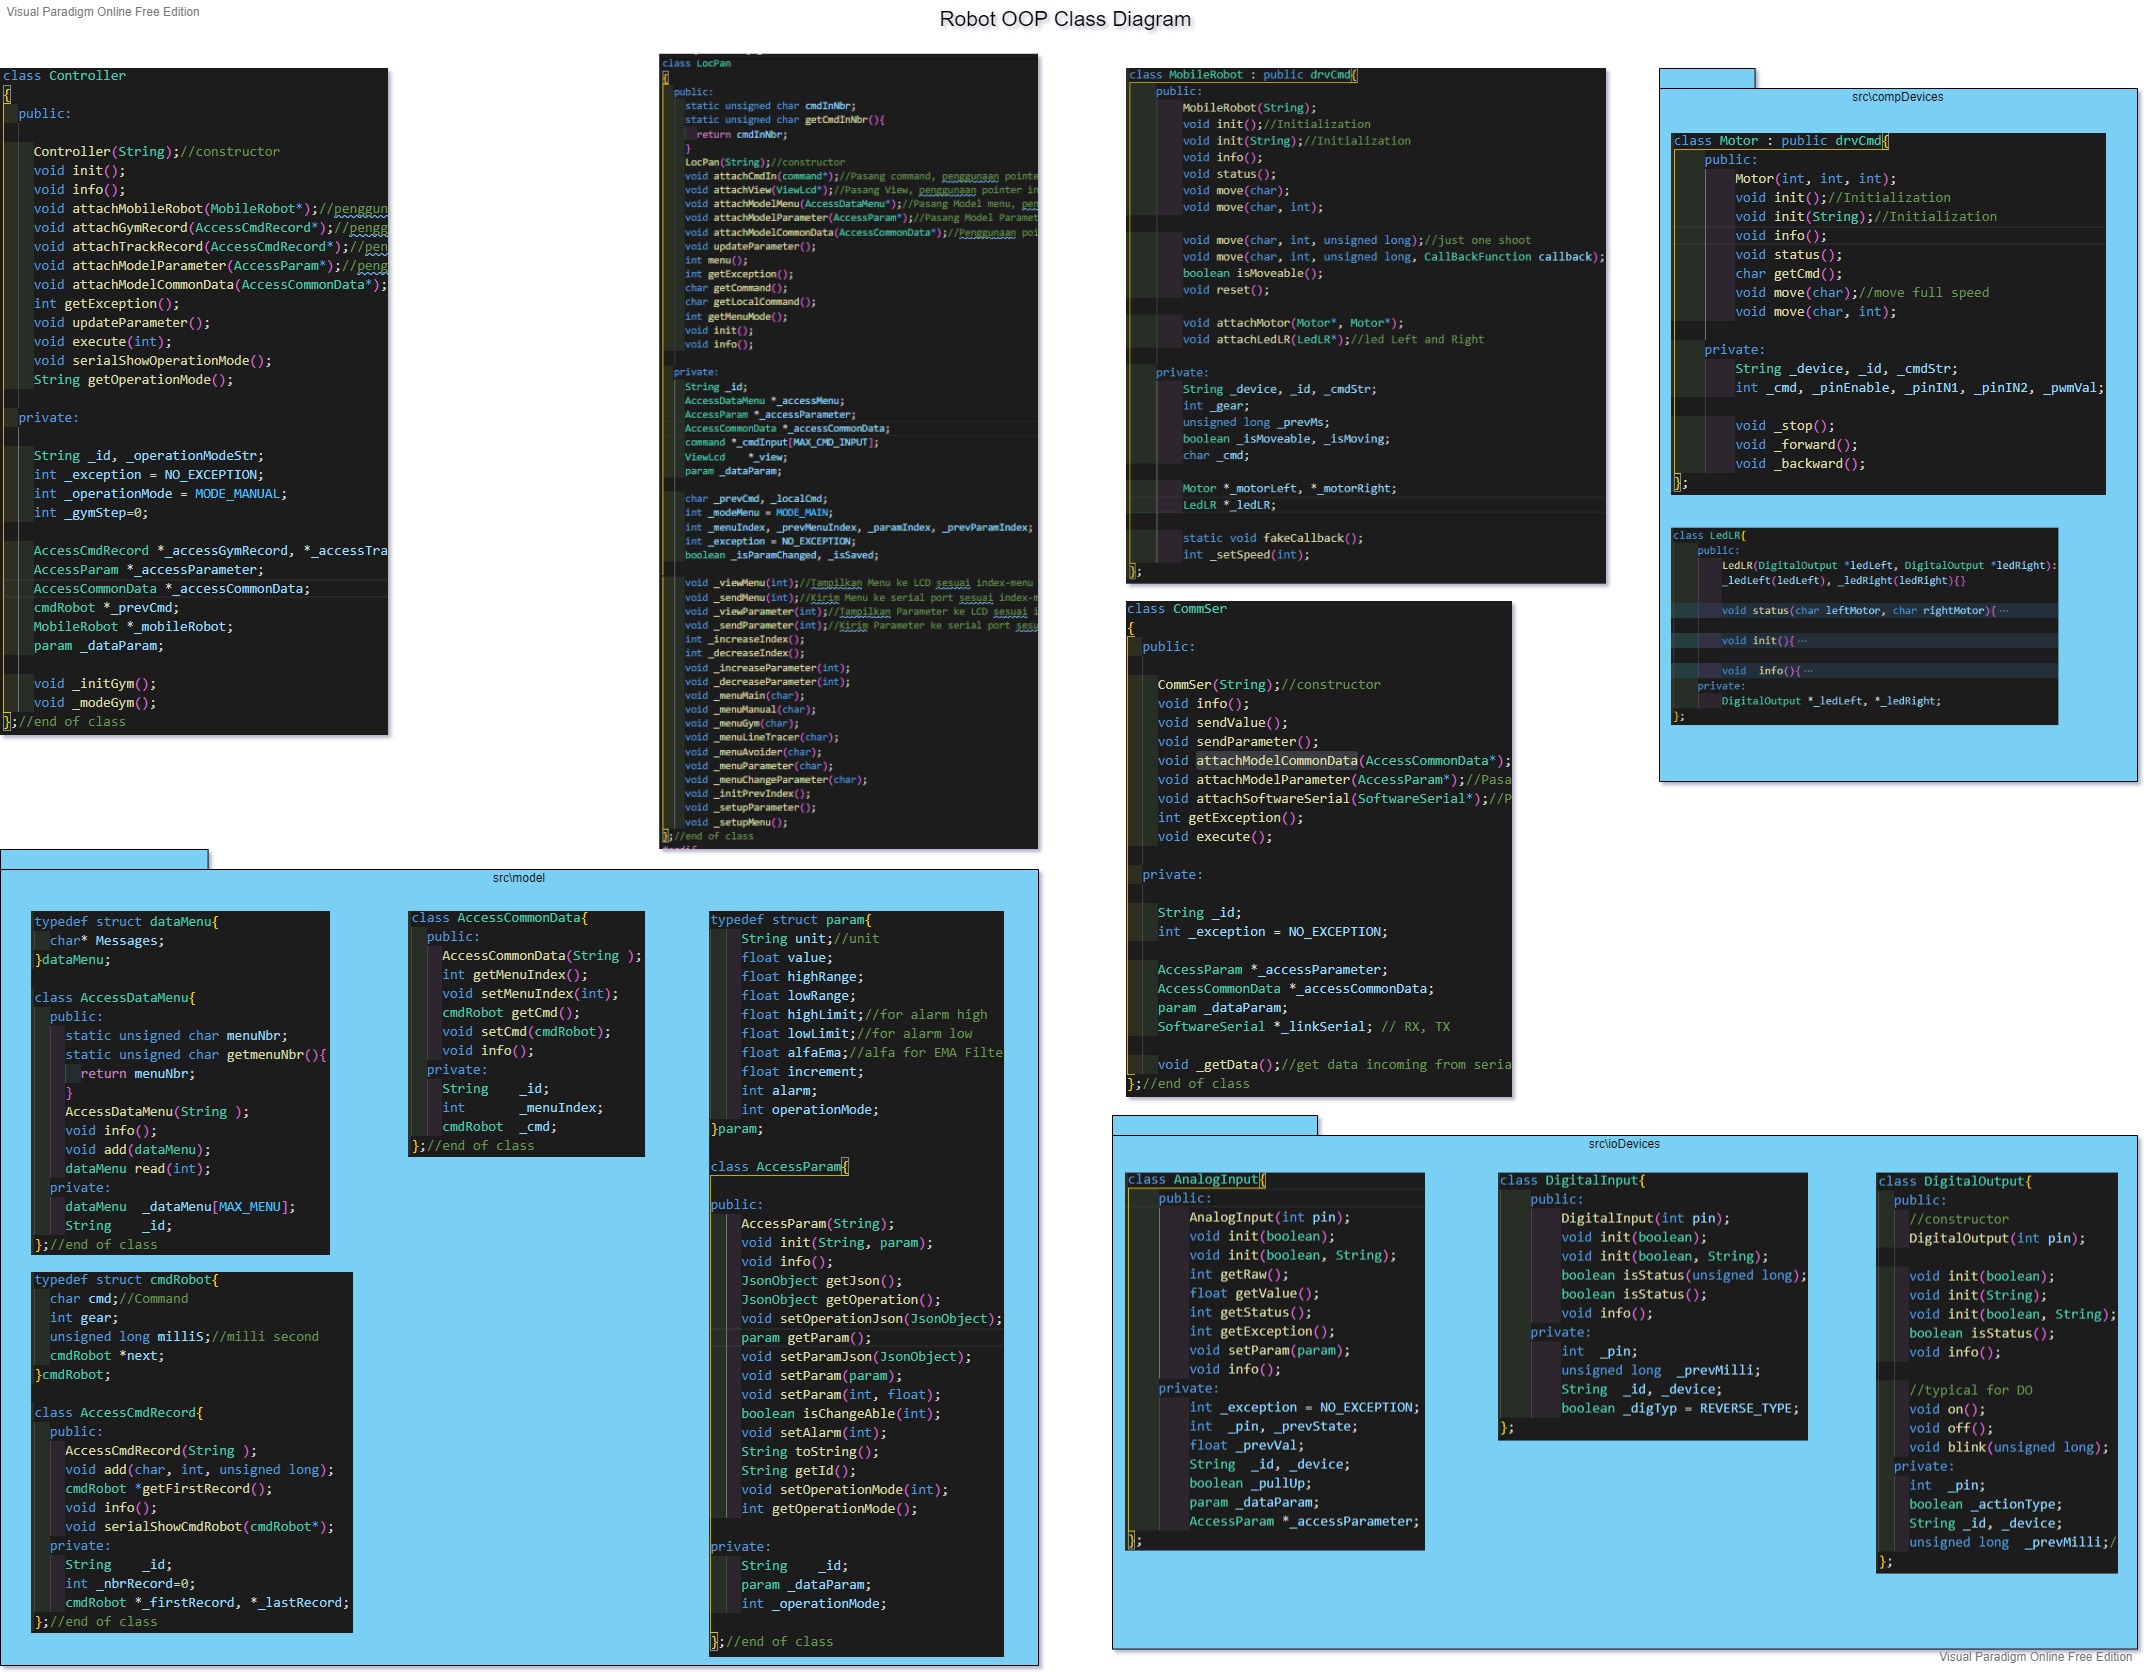 Visual Paradigm Online Free Edition
Robot OOP Class Diagram
class Controller
{
public:
Controller(String);//constructor
void init();
void info();
void attachMobileRobot(MobileRobot*);//penggun
void attachGymRecord(AccessCmdRecord*);//pengg
void attachTrackRecord(AccessCmdRecord*);//pen
void attachModelParameter(AccessParam*);//peng
void attachModelCommonData(AccessCommonData*);
int getException();
void updateParameter();
void execute(int);
void serialShowOperationMode();
String getOperationMode();
private:
String _id, _operationModeStr;
int _exception = NO_EXCEPTION;
int _operationMode = MODE_MANUAL;
int _gymStep=0;
AccessCmdRecord *_accessGymRecord, *_accessTra
AccessParam *_accessParameter;
AccessCommonData *_accessCommonData;
cmdRobot *_prevCmd;
MobileRobot *_mobileRobot;
param _dataParam;
void _initGym();
void _modeGym();
};//end of class
class LocPan
{
public:
static unsigned char cmdInNbr;
static unsigned char getCmdInNbr(){
return cmdInNbr;
}
LocPan(String);//constructor
void attachCmdIn(command*);//Pasang command, penggunaan pointe
void attachView(ViewLcd*);//Pasang View, penggunaan pointer in
void attachModelMenu(AccessDataMenu*);//Pasang Model menu, pen
void attachModelParameter(AccessParam*);//Pasang Model Paramet
void attachModelCommonData(AccessCommonData*);//Penggunaan poi
void updateParameter();
int menu();
int getException();
char getCommand();
char getLocalCommand();
int getMenuMode();
void init();
void info();
private:
String _id;
AccessDataMenu *_accessMenu;
AccessParam *_accessParameter;
AccessCommonData *_accessCommonData;
command *_cmdInput[MAX_CMD_INPUT];
ViewLcd *_view;
param _dataParam;
char _prevCmd, _localCmd;
int _modeMenu = MODE_MAIN;
int _menuIndex, _prevMenuIndex, _paramIndex, _prevParamIndex;
int _exception = NO_EXCEPTION;
boolean _isParamChanged, _isSaved;
void _viewMenu(int);//Tampilkan Menu ke LCD sesuai index-menu
void _sendMenu(int);//Kirim Menu ke serial port sesuai index-m
void _viewParameter(int);//Tampilkan Parameter ke LCD sesuai i
void _sendParameter(int);//Kirim Parameter ke serial port sesu
int _increaseIndex();
int _decreaseIndex();
void _increaseParameter(int);
void _decreaseParameter(int);
void _menuMain(char);
void _menuManual(char);
void _menuGym(char);
void _menuLineTracer(char);
void _menuAvoider(char);
void _menuParameter(char);
void _menuChangeParameter(char);
void _initPrevIndex();
void _setupParameter();
void _setupMenu();
};//end of class
class MobileRobot : public drvCmd{
public:
MobileRobot(String);
void init();//Initialization
void init(String);//Initialization
void info();
void status();
void move(char);
void move(char, int);
void move(char, int, unsigned long);//just one shoot
void move(char, int, unsigned long, CallBackFunction callback);
boolean isMoveable();
void reset();
void attachMotor(Motor*, Motor*);
void attachLedLR(LedLR*);//led Left and Right
private:
String _device, _id, _cmdStr;
int _gear;
unsigned long _prevMs;
boolean _isMoveable, _isMoving;
char _cmd;
Motor *_motorLeft, *_motorRight;
LedLR *_ledLR;
static void fakeCallback();
int _setSpeed(int);
};
src\compDevices
class Motor : public drvCmd{
public:
Motor(int, int, int);
void init();//Initialization
void init(String);//Initialization
void info();
void status();
char getCmd();
void move(char);//move full speed
void move(char, int);
private:
String _device, _id, _cmdStr;
int _cmd, _pinEnable, _pinIN1, _pinIN2, _pwmVal;
void _stop();
void _forward();
void _backward();
};
class LedLR{
public:
LedLR(DigitalOutput *ledLeft, DigitalOutput *ledRight):
_ledLeft(ledLeft), _ledRight(ledRight){}
void status(char leftMotor, char rightMotor){···
void init(){···
void info(){···
private:
DigitalOutput *_ledLeft, *_ledRight;
};
class CommSer
{
public:
CommSer(String);//constructor
void info();
void sendValue();
void sendParameter();
void attachModelCommonData(AccessCommonData*);
void attachModelParameter(AccessParam*);//Pasa
void attachSoftwareSerial(SoftwareSerial*);//P
int getException();
void execute();
private:
String _id;
int _exception = NO_EXCEPTION;
AccessParam *_accessParameter;
AccessCommonData *_accessCommonData;
param _dataParam;
SoftwareSerial *_linkSerial; // RX, TX
void _getData();//get data incoming from seria
};//end of class
src\model
typedef struct dataMenu{
char* Messages;
}dataMenu;
class AccessDataMenu{
public:
static unsigned char menuNbr;
static unsigned char getmenuNbr(){
return menuNbr;
}
AccessDataMenu(String );
void info();
void add(dataMenu);
dataMenu read(int);
private:
dataMenu _dataMenu[MAX_MENU];
String _id;
};//end of class
typedef struct cmdRobot{
char cmd;//Command
int gear;
unsigned long milliS;//milli second
cmdRobot *next;
}cmdRobot;
class AccessCmdRecord{
public:
AccessCmdRecord(String );
void add(char, int, unsigned long);
cmdRobot *getFirstRecord();
void info();
void serialShowCmdRobot(cmdRobot*);
private:
String _id;
int _nbrRecord=0;
cmdRobot *_firstRecord, *_lastRecord;
};//end of class
class AccessCommonData{
public:
AccessCommonData(String );
int getMenuIndex();
void setMenuIndex(int);
cmdRobot getCmd();
void setCmd(cmdRobot);
void info();
private:
String _id;
int _menuIndex;
cmdRobot _cmd;
};//end of class
typedef struct param{
String unit;//unit
float value;
float highRange;
float lowRange;
float highLimit;//for alarm high
float lowLimit;//for alarm low
float alfaEma;//alfa for EMA Filte
float increment;
int alarm;
int operationMode;
}param;
class AccessParam{
public:
AccessParam(String);
void init(String, param);
void info();
JsonObject getJson();
JsonObject getOperation();
void setOperationJson(JsonObject);
param getParam();
void setParamJson(JsonObject);
void setParam(param);
void setParam(int, float);
boolean isChangeAble(int);
void setAlarm(int);
String toString();
String getId();
void setOperationMode(int);
int getOperationMode();
private:
String _id;
param _dataParam;
int _operationMode;
};//end of class
src\ioDevices
class AnalogInput{
public:
AnalogInput(int pin);
void init(boolean);
void init(boolean, String);
int getRaw();
float getValue();
int getStatus();
int getException();
void setParam(param);
void info();
private:
int _exception = NO_EXCEPTION;
int _pin, _prevState;
float _prevVal;
String _id, _device;
boolean _pullUp;
param _dataParam;
AccessParam *_accessParameter;
};
class DigitalInput{
public:
DigitalInput(int pin);
void init(boolean);
void init(boolean, String);
boolean isStatus(unsigned long);
boolean isStatus();
void info();
private:
int _pin;
unsigned long _prevMilli;
String _id, _device;
boolean _digTyp = REVERSE_TYPE;
};
class DigitalOutput{
public:
//constructor
DigitalOutput(int pin);
void init(boolean);
void init(String);
void init(boolean, String);
boolean isStatus();
void info();
//typical for DO
void on();
void off();
void blink(unsigned long);
private:
int _pin;
boolean _actionType;
String _id, _device;
unsigned long _prevMilli;/
};
Visual Paradigm Online Free Edition